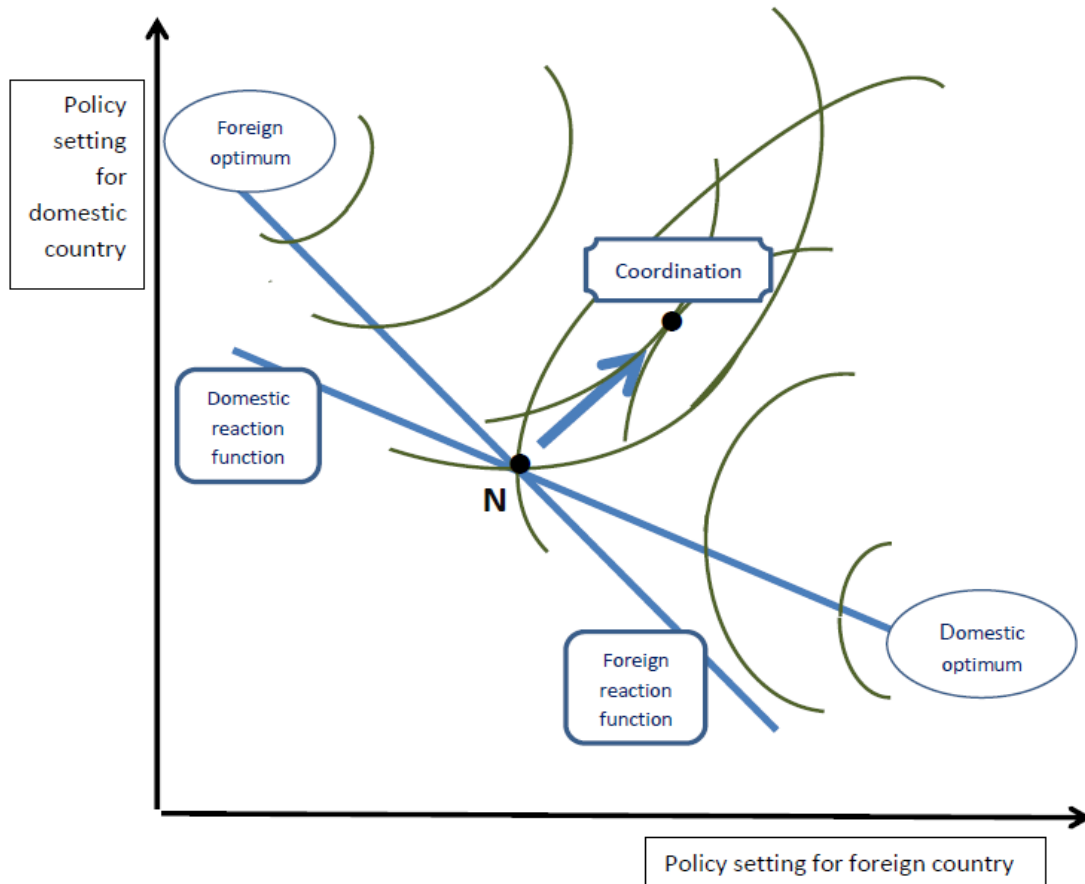 Policy
setting
for
domestic
country
Foreign
optimum
Coordination
Domestic
reaction
function
N
Foreign
reaction
function
Domestic
optimum
Policy setting for foreign country